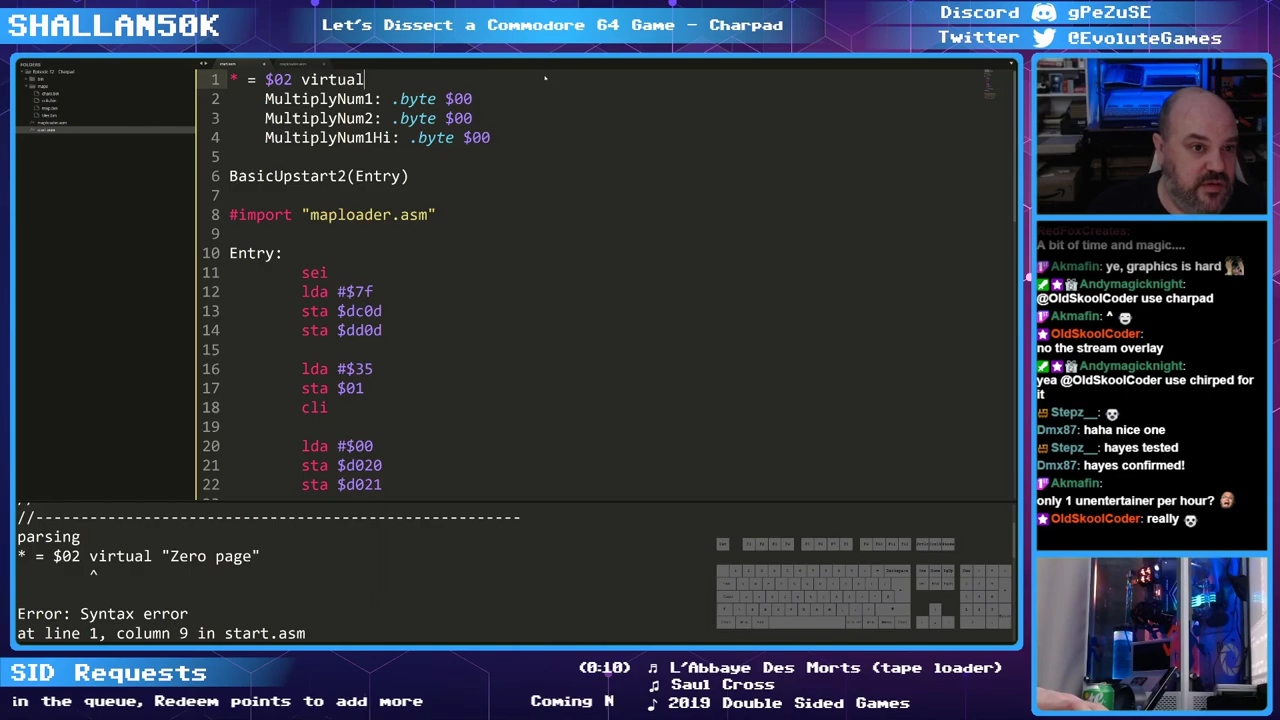 SHALLAN50K
Let's Dissect a Commodore 64 Game - Charpad
Discord gPeZuSE
Twitter @EvoluteGames
FOLDERS
1 * = $02 virtual
2 MultiplyNum1: .byte $00
3 MultiplyNum2: .byte $00
4 MultiplyNum1Hi: .byte $00
5
6 BasicUpstart2(Entry)
7
8 #import "maploader.asm"
9
10 Entry:
11 sei
12 lda #$7f
13 sta $dc0d
14 sta $dd0d
15
16 lda #$35
17 sta $01
18 cli
19
20 lda #$00
21 sta $d020
22 sta $d021
//------------------------------------------------------
parsing
* = $02 virtual "Zero page"
^
Error: Syntax error
at line 1, column 9 in start.asm
RedFoxCreates:
A bit of time and magic....
Akmafin: ye, graphics is hard
Andymagicknight:
@OldSkoolCoder use charpad
Akmafin: ^
OldSkoolCoder:
no the stream overlay
Andymagicknight:
yea @OldSkoolCoder use chirped for
it
Stepz__:
Dmx87: haha nice one
Stepz__: hayes tested
Dmx87: hayes confirmed!
Akmafin:
only 1 unentertainer per hour?
OldSkoolCoder: really
SID Requests
in the queue, Redeem points to add more
Coming N
(0:10) L'Abbaye Des Morts (tape loader)
Saul Cross
2019 Double Sided Games